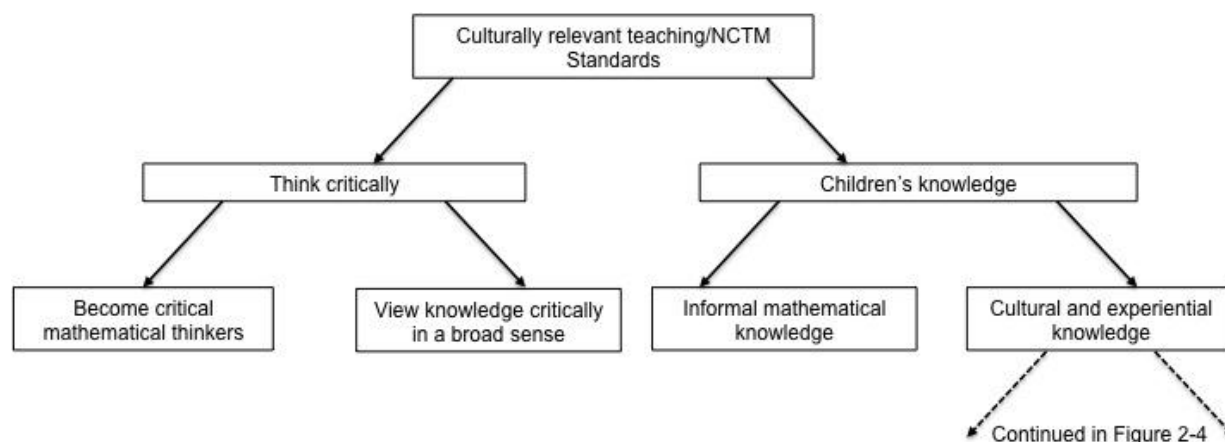 Culturally relevant teaching/NCTM
Standards
Think critically
Children's knowledge
Become critical
mathematical thinkers
View knowledge critically
in a broad sense
Informal mathematical
knowledge
Cultural and experiential
knowledge
Continued in Figure 2-4